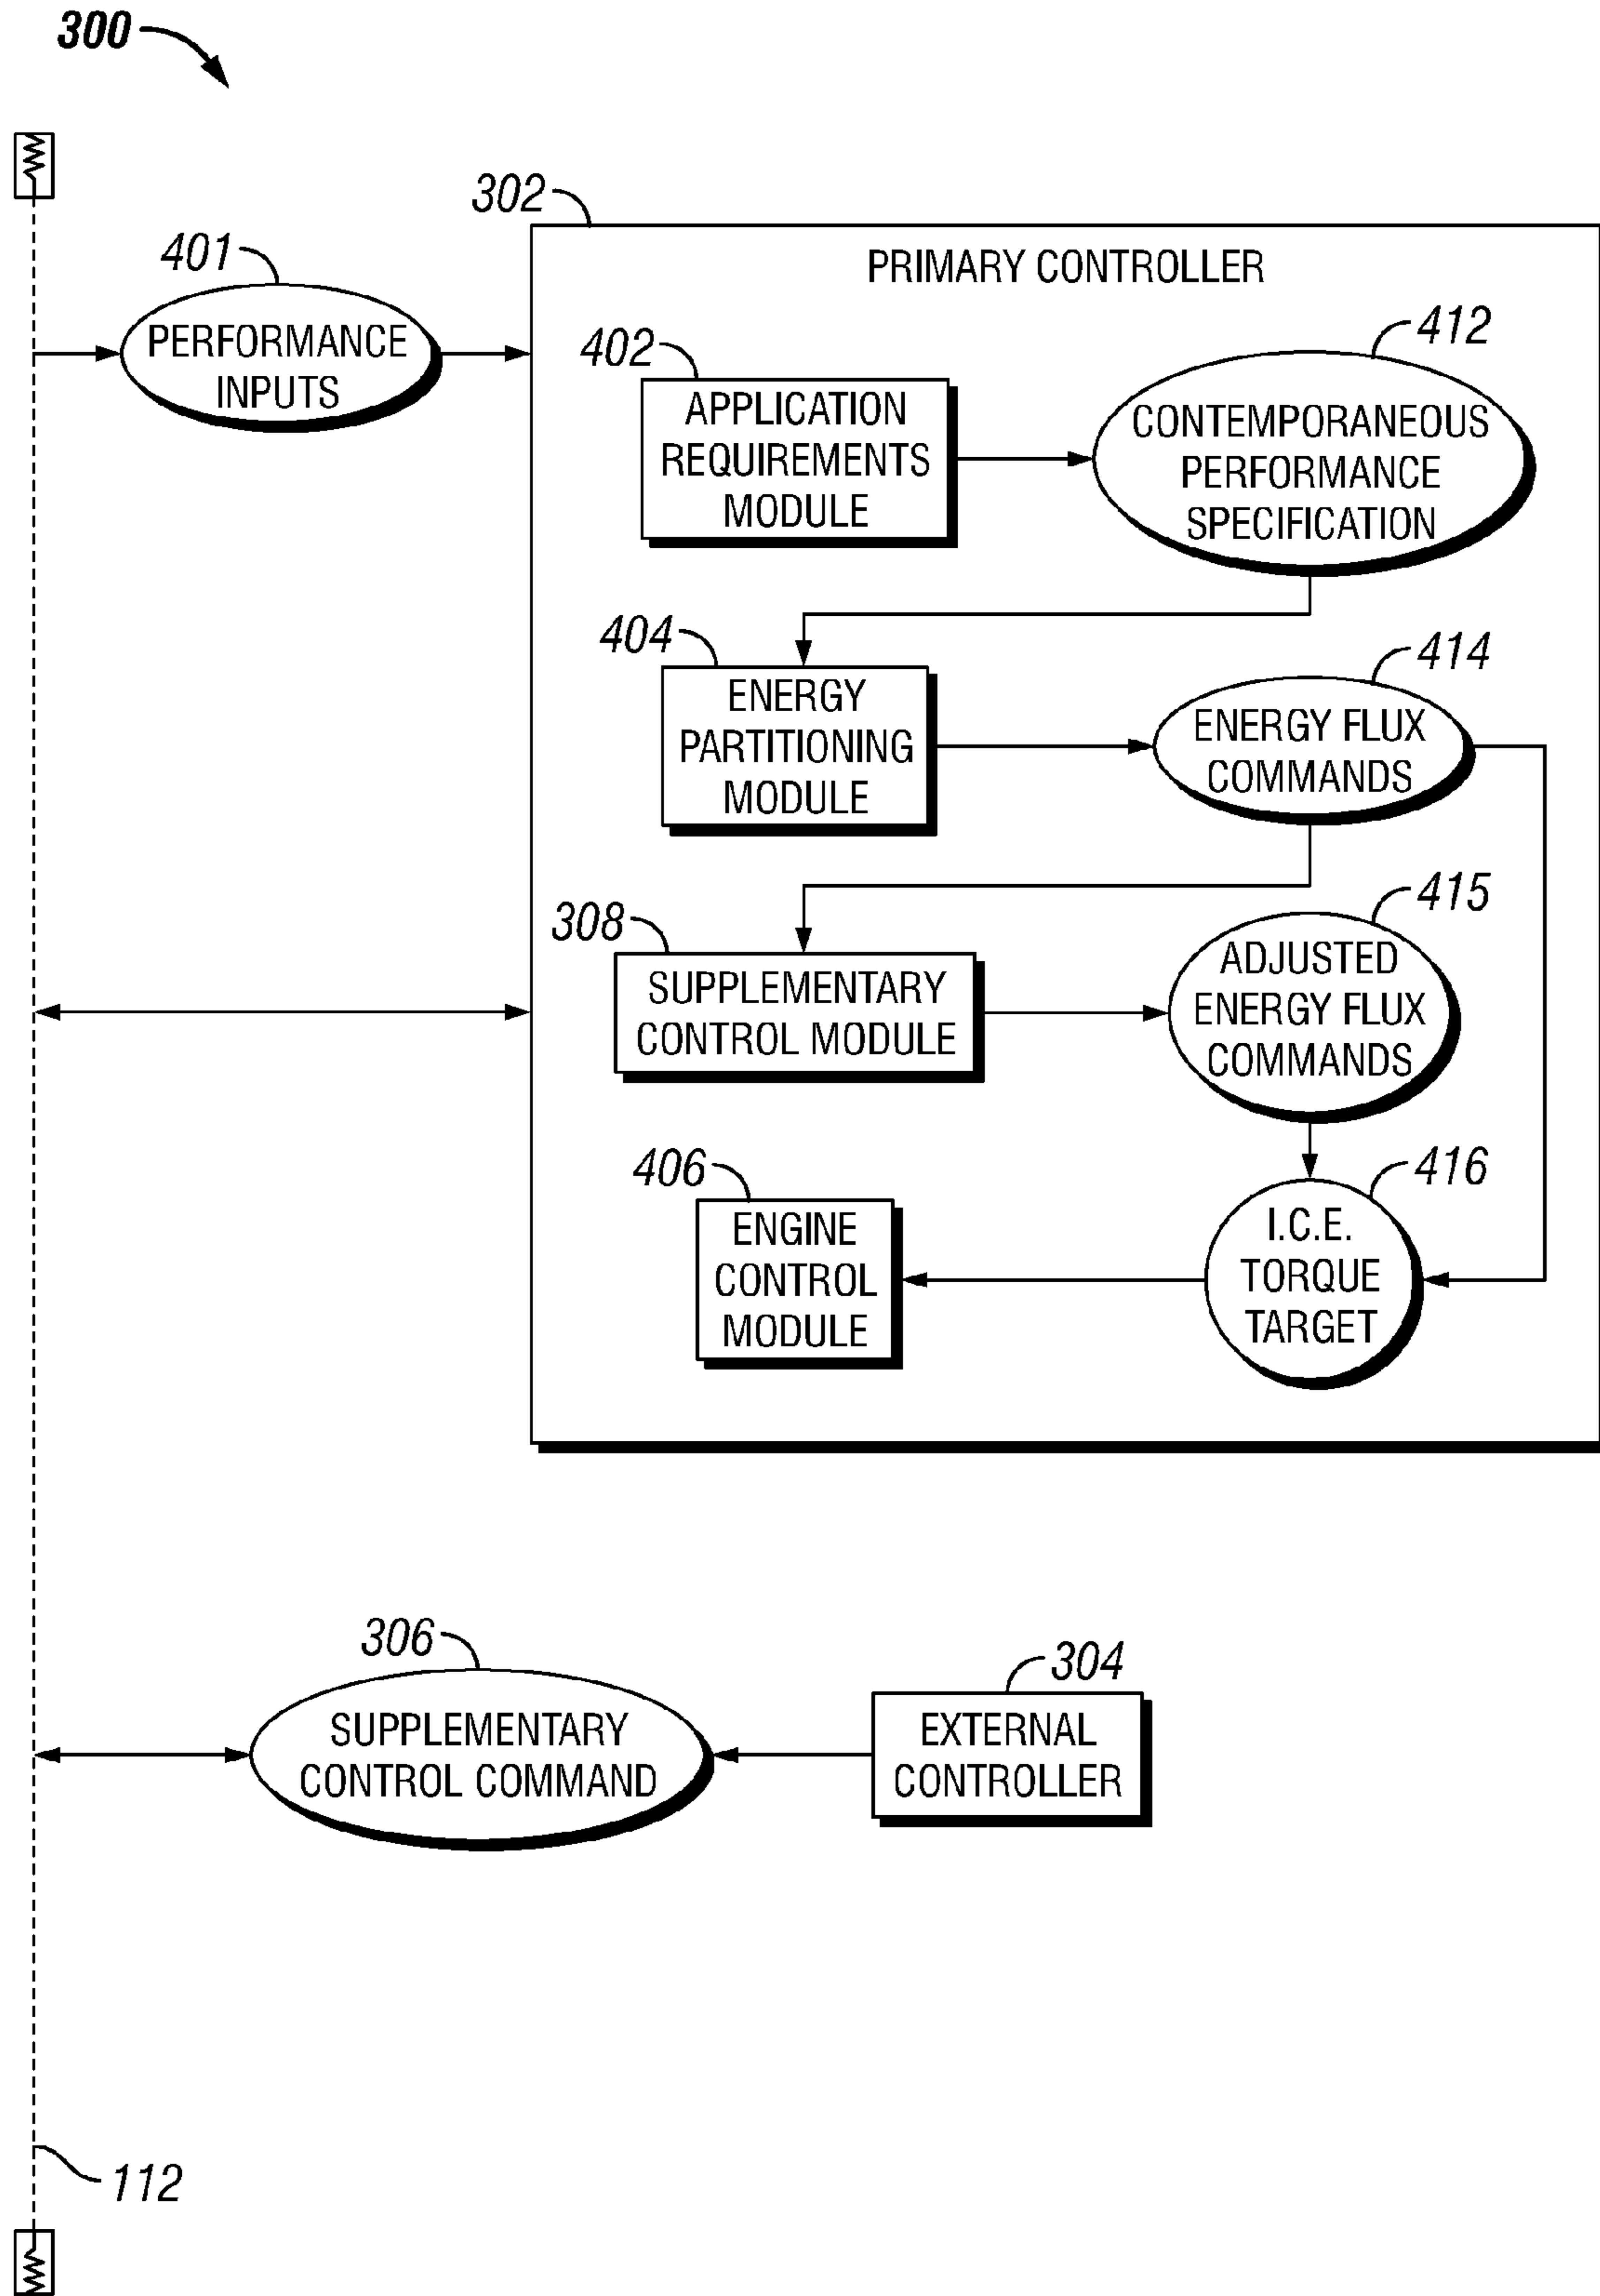 300
302
401
PRIMARY CONTROLLER
PERFORMANCE
INPUTS
402
APPLICATION
REQUIREMENTS
MODULE
412
CONTEMPORANEOUS
PERFORMANCE
SPECIFICATION
404
ENERGY
PARTITIONING
MODULE
414
ENERGY FLUX
COMMANDS
308
SUPPLEMENTARY
CONTROL MODULE
415
ADJUSTED
ENERGY FLUX
COMMANDS
406
ENGINE
CONTROL
MODULE
416
I.C.E.
TORQUE
TARGET
306
SUPPLEMENTARY
CONTROL COMMAND
304
EXTERNAL
CONTROLLER
112